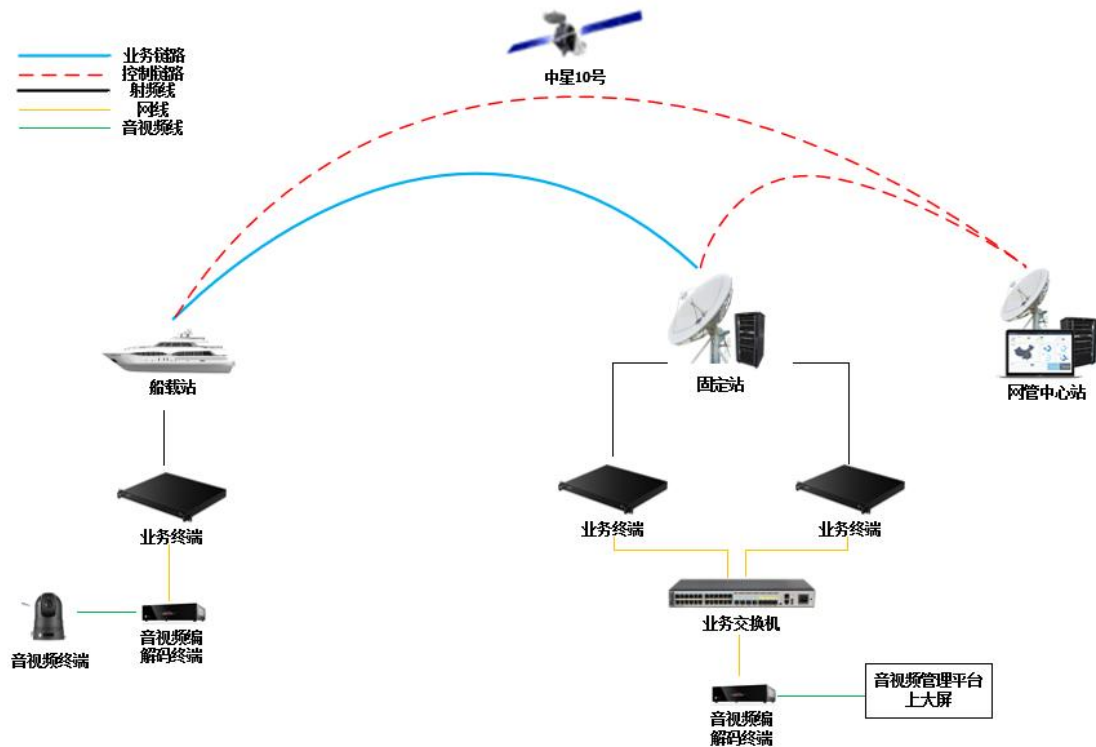 业务链路
控制链路
射频线
网线
音视频线
中星10号
船载站
固定站
网管中心站
业务终端
业务终端
业务终端
音视频终端
音视频编
解码终端
业务交换机
音视频管理平台
上大屏
音视频编
解码终端